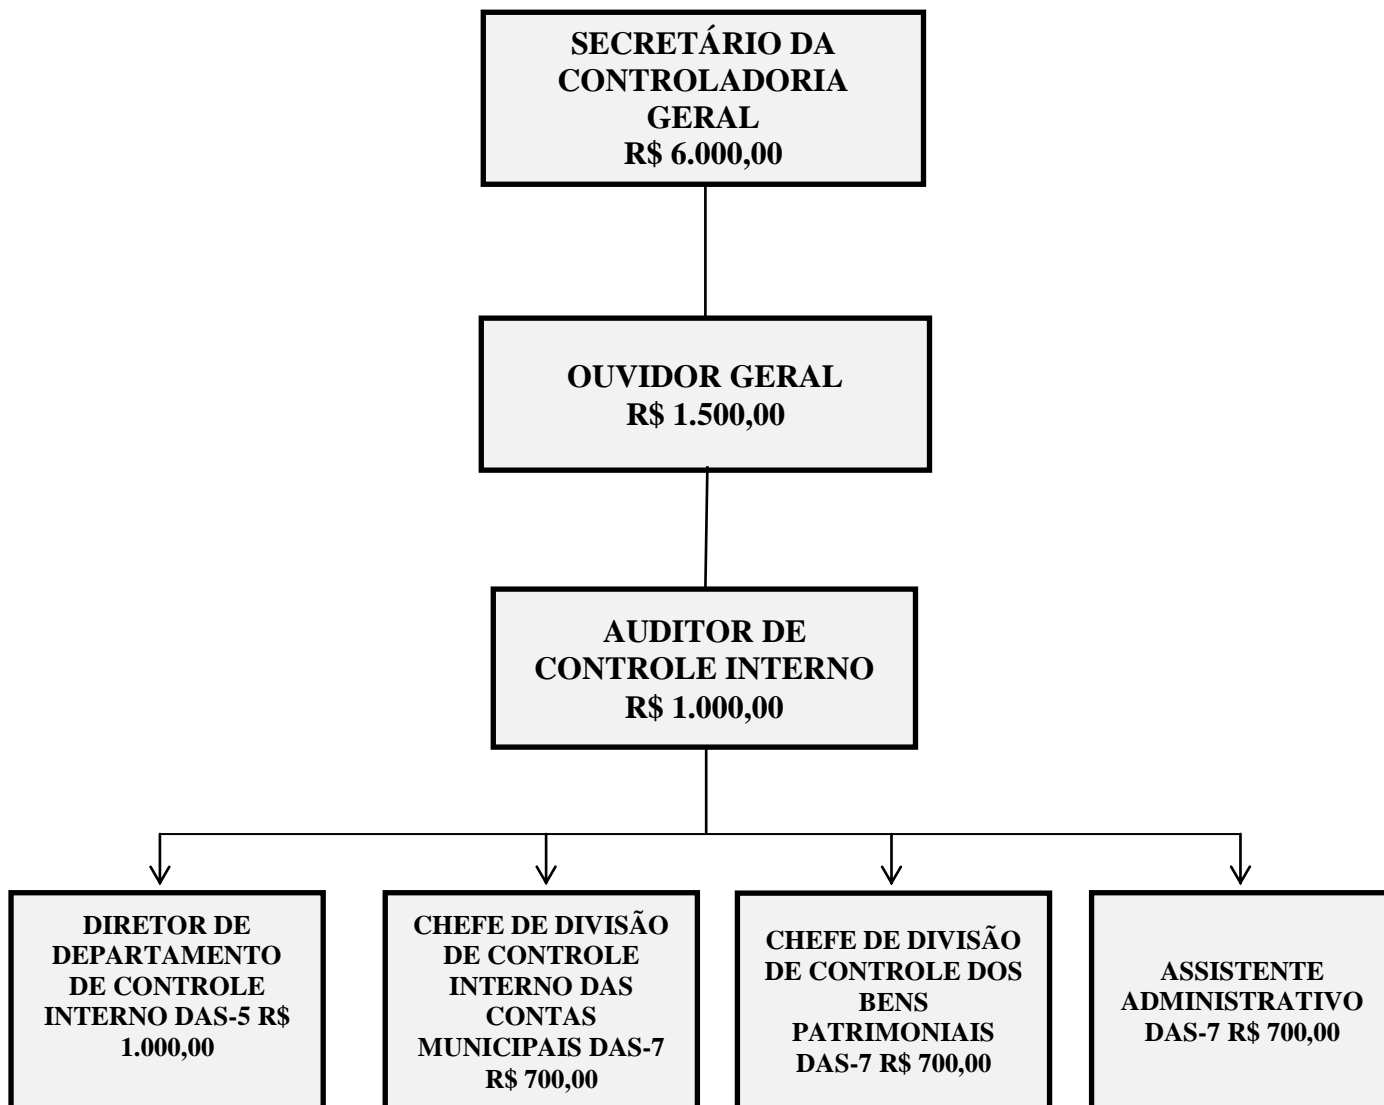 SECRETÁRIO DA
CONTROLADORIA
GERAL
R$ 6.000,00
OUVIDOR GERAL
R$ 1.500,00
AUDITOR DE
CONTROLE INTERNO
R$ 1.000,00
DIRETOR DE
DEPARTAMENTO
DE CONTROLE
INTERNO DAS-5 R$
1.000,00
CHEFE DE DIVISÃO
DE CONTROLE
INTERNO DAS
CONTAS
MUNICIPAIS DAS-7
R$ 700,00
CHEFE DE DIVISÃO
DE CONTROLE DOS
BENS
PATRIMONIAIS
DAS-7 R$ 700,00
ASSISTENTE
ADMINISTRATIVO
DAS-7 R$ 700,00